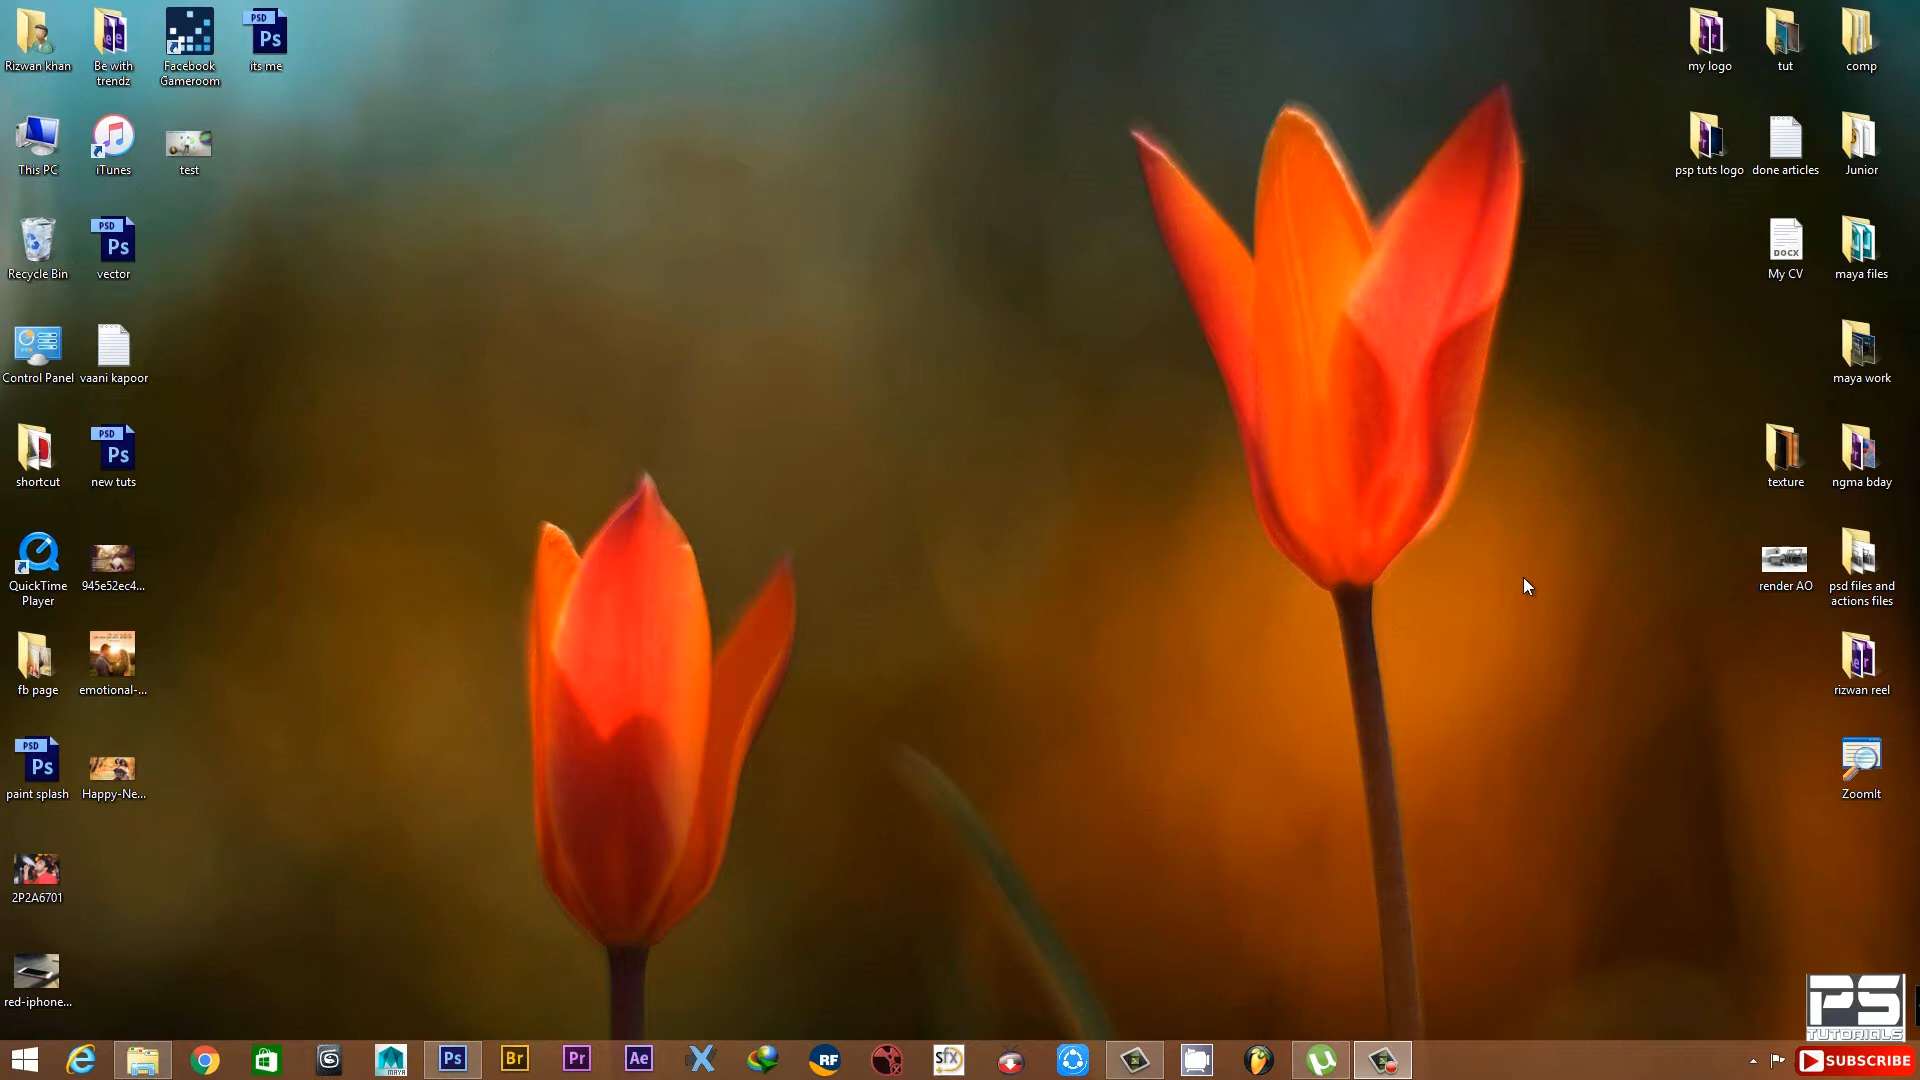 Rizwan khan
Be with
trendz
Facebook
Gameroom
PSD
Ps
its me
This PC
iTunes
test
Recycle Bin
PSD
Ps
vector
Control Panel
vaani kapoor
shortcut
PSD
Ps
new tuts
QuickTime
Player
945e52ec4...
fb page
emotional-...
PSD
Ps
paint splash
Happy-Ne...
2P2A6701
red-iphone...
my logo
tut
comp
psp tuts logo
done articles
Junior
DOCX
My CV
maya files
maya work
texture
ngma bday
render AO
psd files and
actions files
rizwan reel
ZoomIt
PS
TUTORIALS
SUBSCRIBE
MAYA
Ps
Br
Pr
Ae
RF
sfx